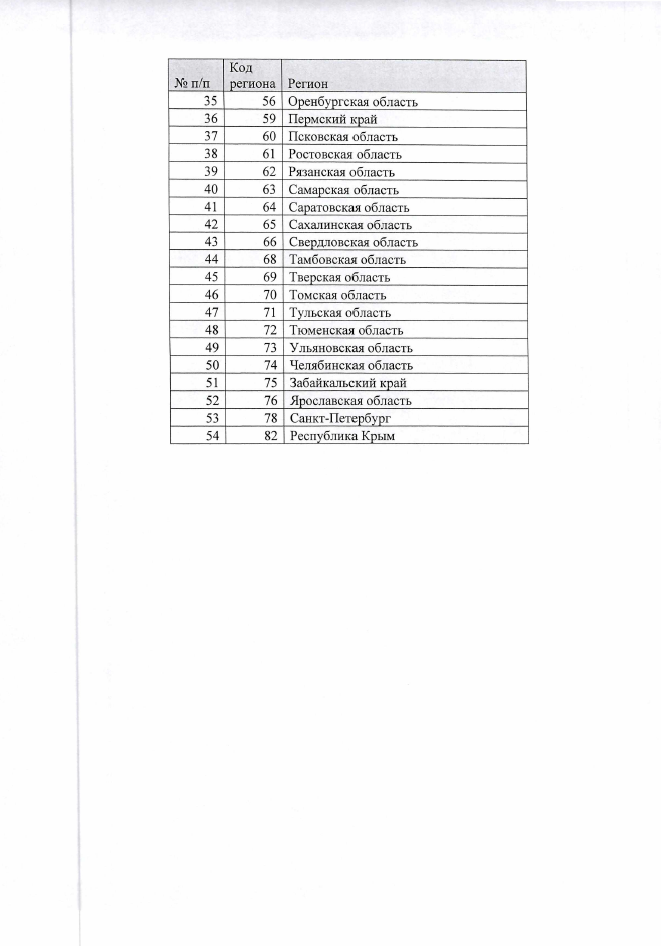 № п/п Код региона Регион
35 56 Оренбургская область
36 59 Пермский край
37 60 Псковская область
38 61 Ростовская область
39 62 Рязанская область
40 63 Самарская область
41 64 Саратовская область
42 65 Сахалинская область
43 66 Свердловская область
44 68 Тамбовская область
45 69 Тверская область
46 70 Томская область
47 71 Тульская область
48 72 Тюменская область
49 73 Ульяновская область
50 74 Челябинская область
51 75 Забайкальский край
52 76 Ярославская область
53 78 Санкт-Петербург
54 82 Республика Крым